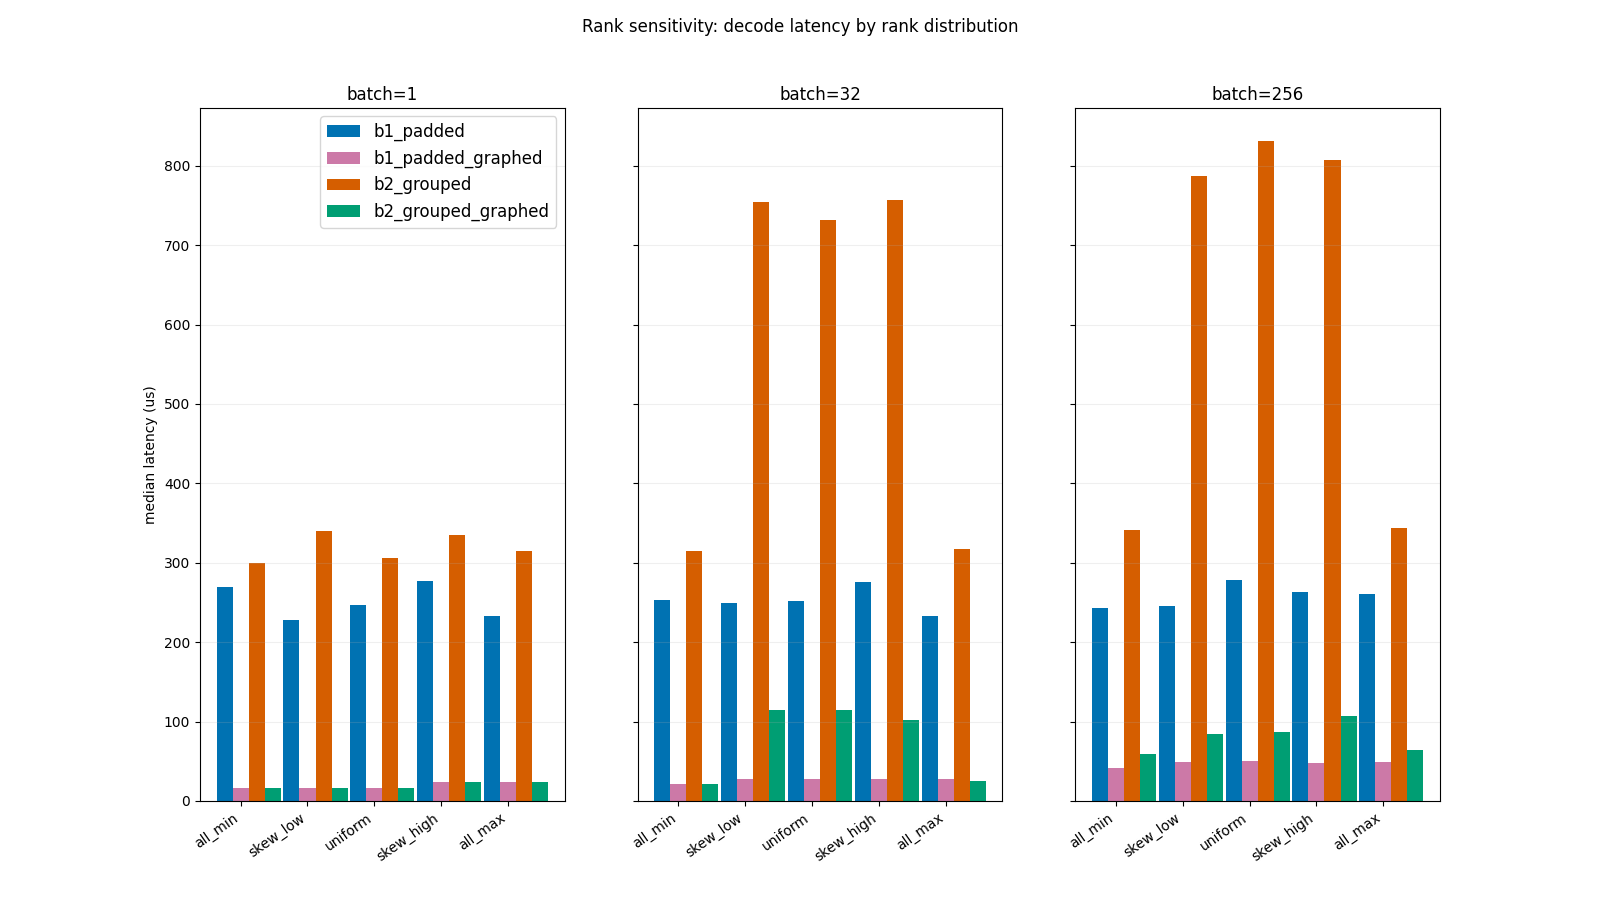 Rank sensitivity: decode latency by rank distribution
batch=1
batch=32
batch=256
b1_padded
b1_padded_graphed
b2_grouped
b2_grouped_graphed
median latency (us)
800
700
600
500
400
300
200
100
0
all_min
skew_low
uniform
skew_high
all_max
all_min
skew_low
uniform
skew_high
all_max
all_min
skew_low
uniform
skew_high
all_max